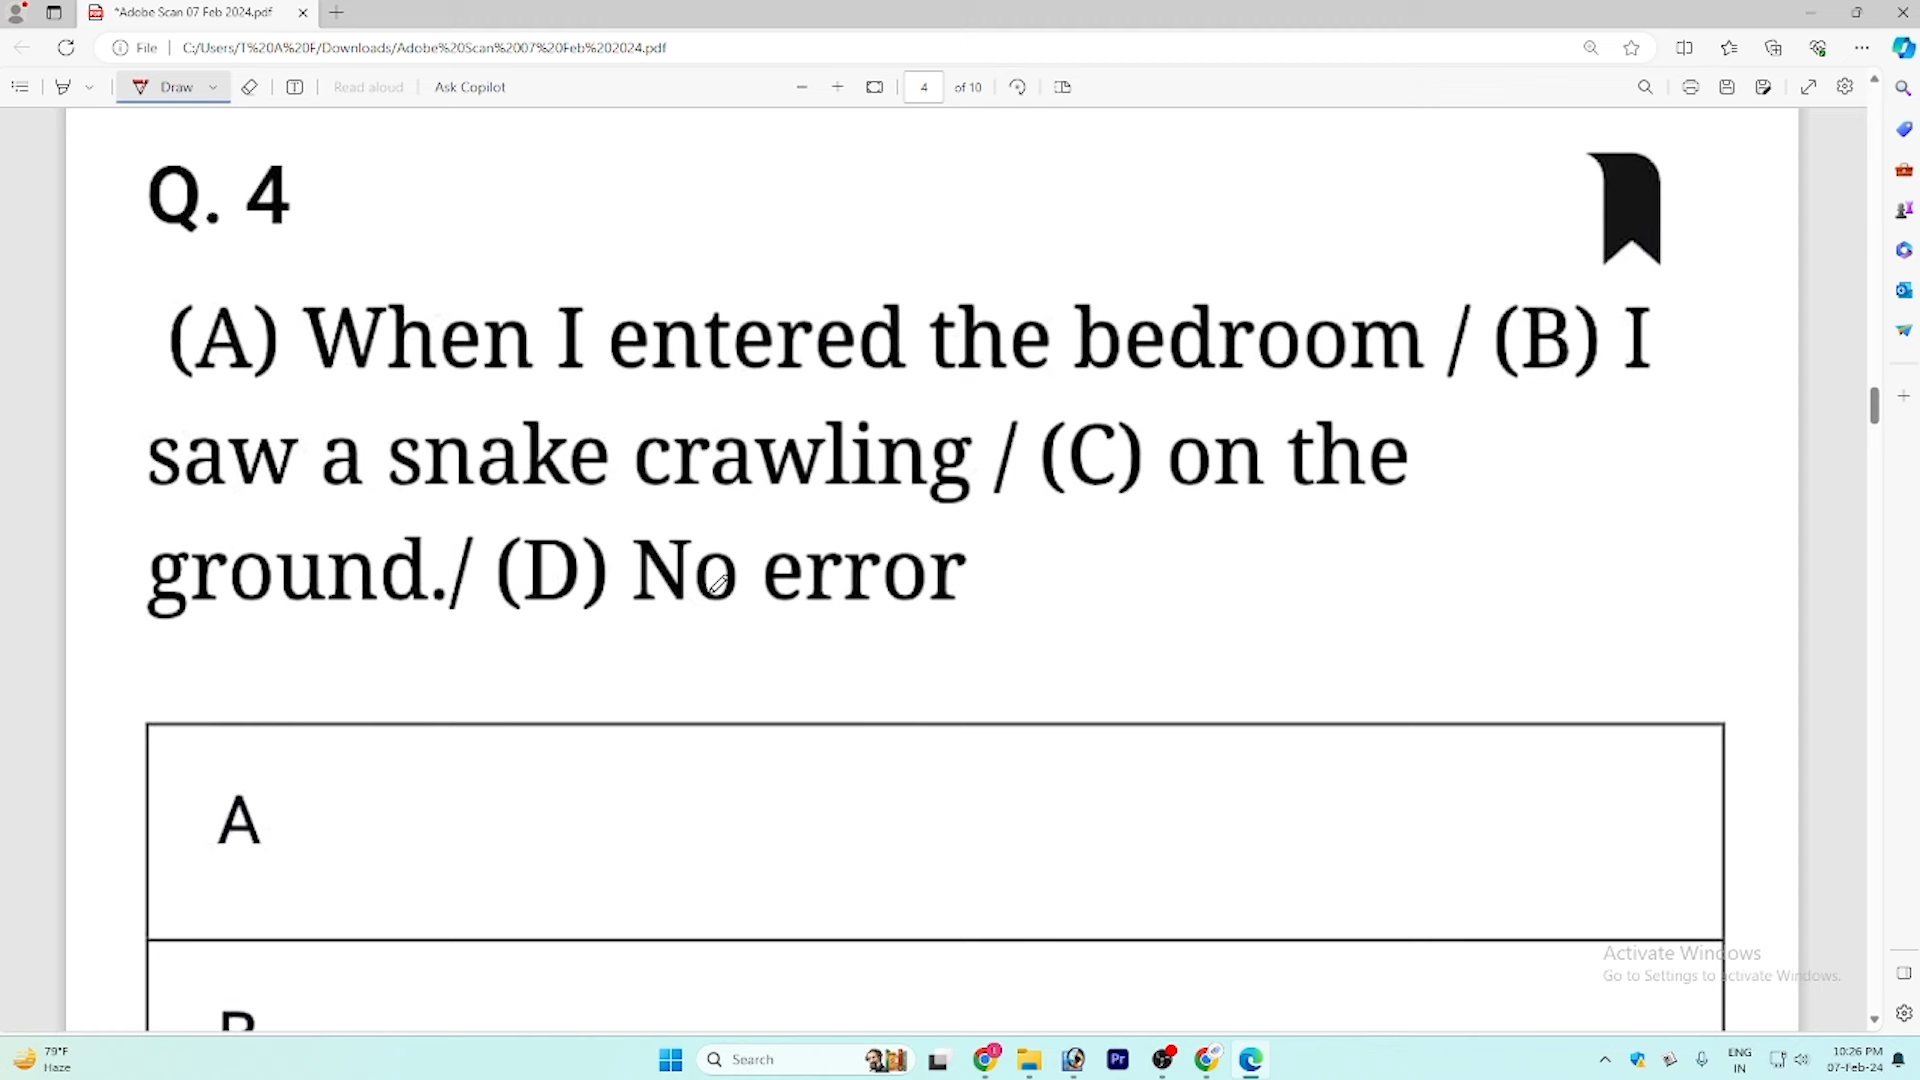 *Adobe Scan 07 Feb 2024.pdf
File C:/Users/T%20A%20F/Downloads/Adobe%20Scan%2007%20Feb%202024.pdf
Draw Read aloud Ask Copilot 4 of 10
Q. 4
(A) When I entered the bedroom / (B) I
saw a snake crawling / (C) on the
ground./ (D) No error
A
B
Activate Windows
Go to Settings to activate Windows.
79°F
Haze
Search
Pr
ENG
IN
10:26 PM
07-Feb-24